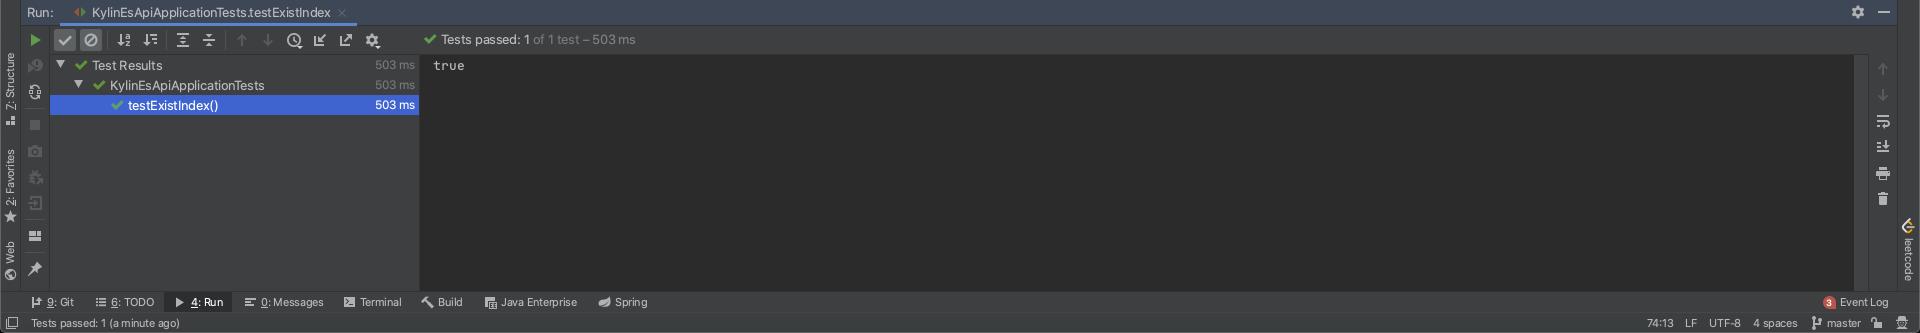 Run: KylinEsApiApplicationTests.testExistIndex
Tests passed: 1 of 1 test – 503 ms
Test Results 503 ms
KylinEsApiApplicationTests 503 ms
testExistIndex() 503 ms
true
Z: Structure
2: Favorites
Web
leetcode
9: Git 6: TODO 4: Run 0: Messages Terminal Build Java Enterprise Spring 3 Event Log
Tests passed: 1 (a minute ago) 74:13 LF UTF-8 4 spaces master